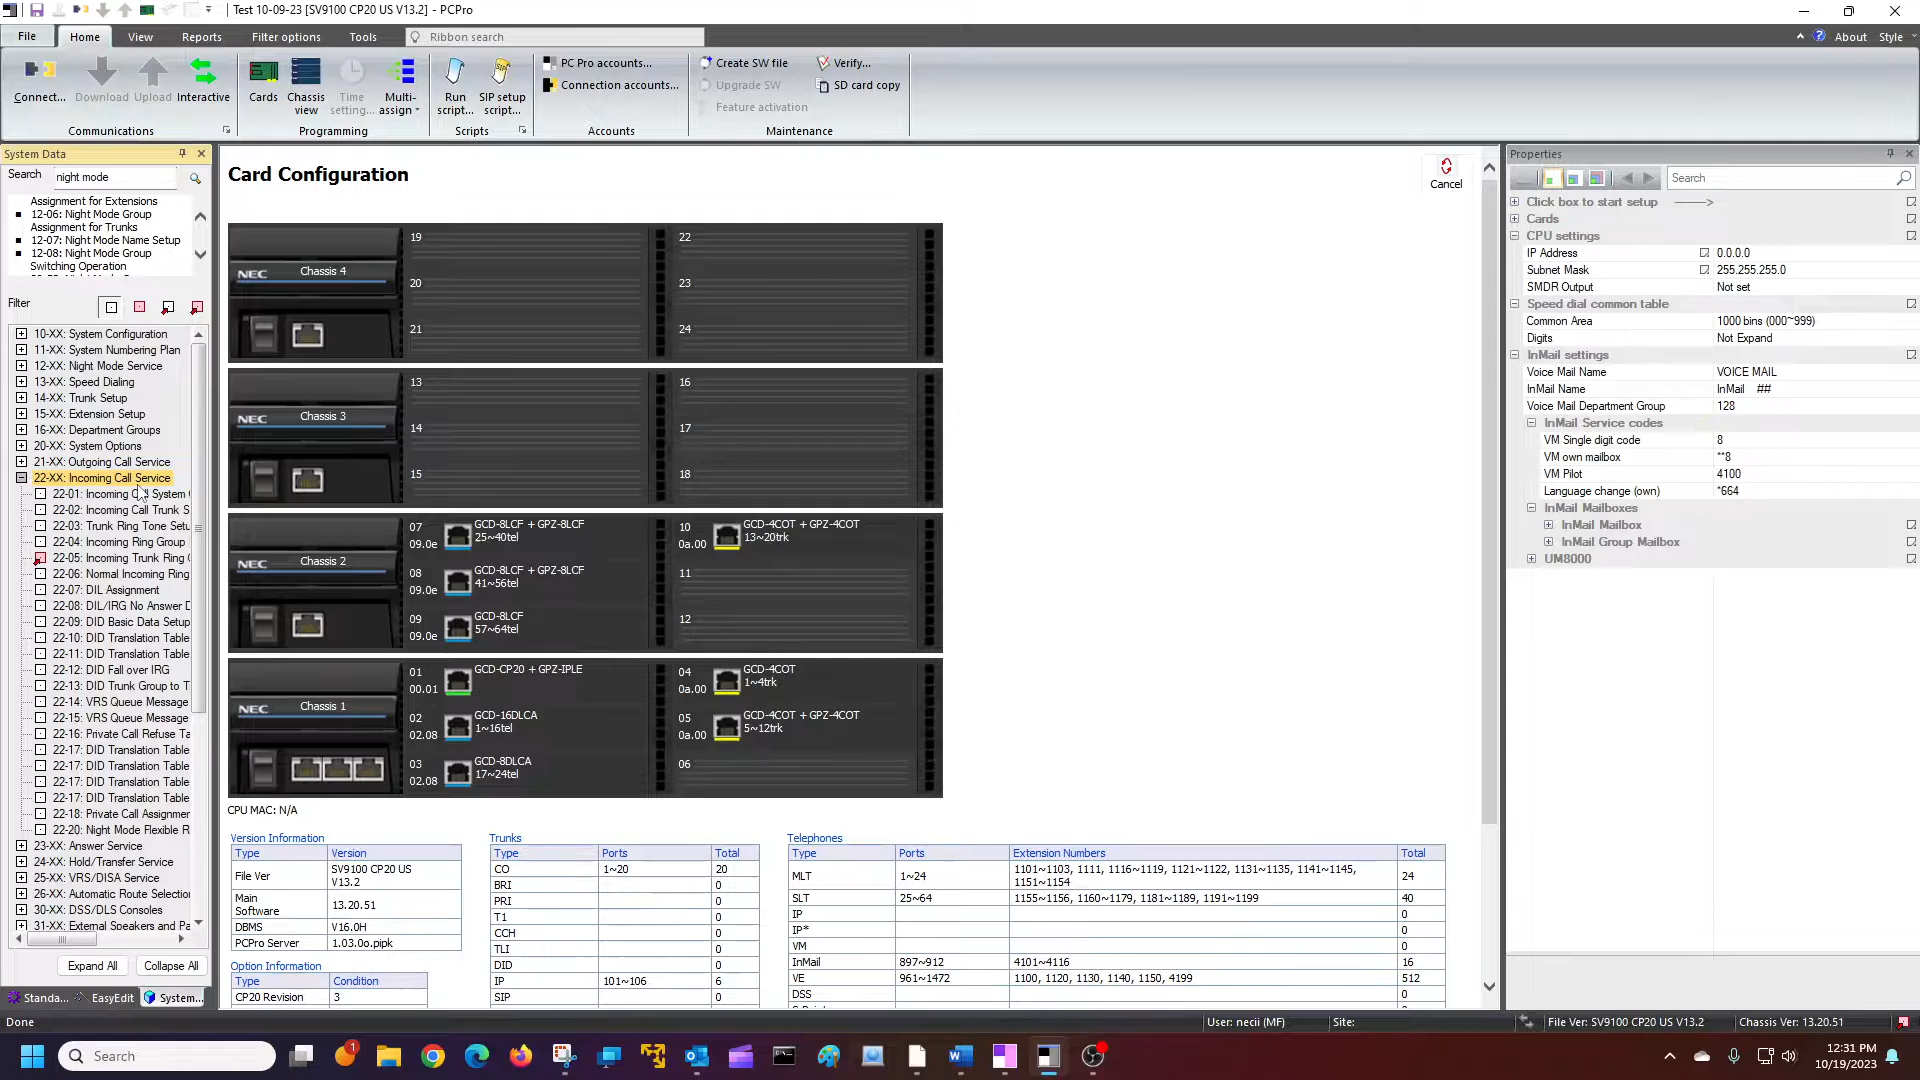 Test 10-09-23 [SV9100 CP20 US V13.2] - PCPro
File Home View Reports Filter options Tools Ribbon search About Style
Connect... Download Upload Interactive
Communications
Cards Chassis view Time setting... Multi-assign
Programming
Run script... SIP setup script...
Scripts
PC Pro accounts...
Connection accounts...
Accounts
Create SW file Verify...
Upgrade SW SD card copy
Feature activation
Maintenance
System Data
Search night mode
Assignment for Extensions
12-06: Night Mode Group
Assignment for Trunks
12-07: Night Mode Name Setup
12-08: Night Mode Group
Switching Operation
Filter
10-XX: System Configuration
11-XX: System Numbering Plan
12-XX: Night Mode Service
13-XX: Speed Dialing
14-XX: Trunk Setup
15-XX: Extension Setup
16-XX: Department Groups
20-XX: System Options
21-XX: Outgoing Call Service
22-XX: Incoming Call Service
22-01: Incoming Call System
22-02: Incoming Call Trunk S
22-03: Trunk Ring Tone Setu
22-04: Incoming Ring Group
22-05: Incoming Trunk Ring
22-06: Normal Incoming Ring
22-07: DIL Assignment
22-08: DIL/IRG No Answer D
22-09: DID Basic Data Setup
22-10: DID Translation Table
22-11: DID Translation Table
22-12: DID Fall over IRG
22-13: DID Trunk Group to T
22-14: VRS Queue Message
22-15: VRS Queue Message
22-16: Private Call Refuse Ta
22-17: DID Translation Table
22-17: DID Translation Table
22-17: DID Translation Table
22-17: DID Translation Table
22-18: Private Call Assignmer
22-20: Night Mode Flexible R
23-XX: Answer Service
24-XX: Hold/Transfer Service
25-XX: VRS/DISA Service
26-XX: Automatic Route Selection
30-XX: DSS/DLS Consoles
31-XX: External Speakers and Pa
Expand All Collapse All
Standa... EasyEdit System...
Card Configuration
Cancel
NEC Chassis 4
19 22
20 23
21 24
NEC Chassis 3
13 16
14 17
15 18
NEC Chassis 2
07 GCD-8LCF + GPZ-8LCF
09.0e 25~40tel
10 GCD-4COT + GPZ-4COT
0a.00 13~20trk
08 GCD-8LCF + GPZ-8LCF
09.0e 41~56tel
11
09 GCD-8LCF
09.0e 57~64tel
12
NEC Chassis 1
01 GCD-CP20 + GPZ-IPLE
00.01
04 GCD-4COT
0a.00 1~4trk
02 GCD-16DLCA
02.08 1~16tel
05 GCD-4COT + GPZ-4COT
0a.00 5~12trk
03 GCD-8DLCA
02.08 17~24tel
06
CPU MAC: N/A
Version Information
Type Version
File Ver SV9100 CP20 US V13.2
Main Software 13.20.51
DBMS V16.0H
PCPro Server 1.03.0o.pipk
Option Information
Type Condition
CP20 Revision 3
Trunks
Type Ports Total
CO 1~20 20
BRI 0
PRI 0
T1 0
CCH 0
TLI 0
DID 0
IP 101~106 6
SIP 0
Telephones
Type Ports Extension Numbers Total
MLT 1~24 1101~1103, 1111, 1116~1119, 1121~1122, 1131~1135, 1141~1145, 1151~1154 24
SLT 25~64 1155~1156, 1160~1179, 1181~1189, 1191~1199 40
IP 0
IP* 0
VM 0
InMail 897~912 4101~4116 16
VE 961~1472 1100, 1120, 1130, 1140, 1150, 4199 512
DSS 0
Properties
Search
Click box to start setup ----->
Cards
CPU settings
IP Address 0.0.0.0
Subnet Mask 255.255.255.0
SMDR Output Not set
Speed dial common table
Common Area 1000 bins (000~999)
Digits Not Expand
InMail settings
Voice Mail Name VOICE MAIL
InMail Name InMail ##
Voice Mail Department Group 128
InMail Service codes
VM Single digit code 8
VM own mailbox **8
VM Pilot 4100
Language change (own) *664
InMail Mailboxes
InMail Mailbox
InMail Group Mailbox
UM8000
Done User: necii (MF) Site: File Ver: SV9100 CP20 US V13.2 Chassis Ver: 13.20.51
Search 1 12:31 PM
10/19/2023